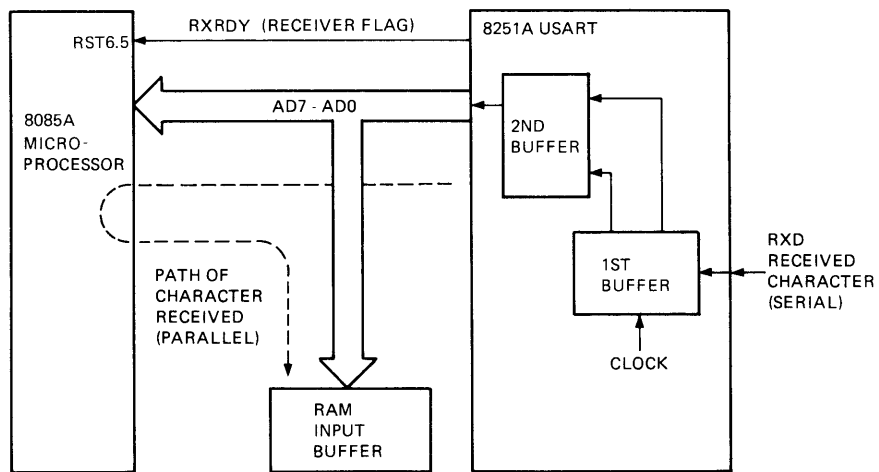 RXRDY (RECEIVER FLAG)
RST6.5
8251A USART
AD7 - AD0
8085A
MICRO-
PROCESSOR
2ND
BUFFER
1ST
BUFFER
RXD
RECEIVED
CHARACTER
(SERIAL)
PATH OF
CHARACTER
RECEIVED
(PARALLEL)
CLOCK
RAM
INPUT
BUFFER